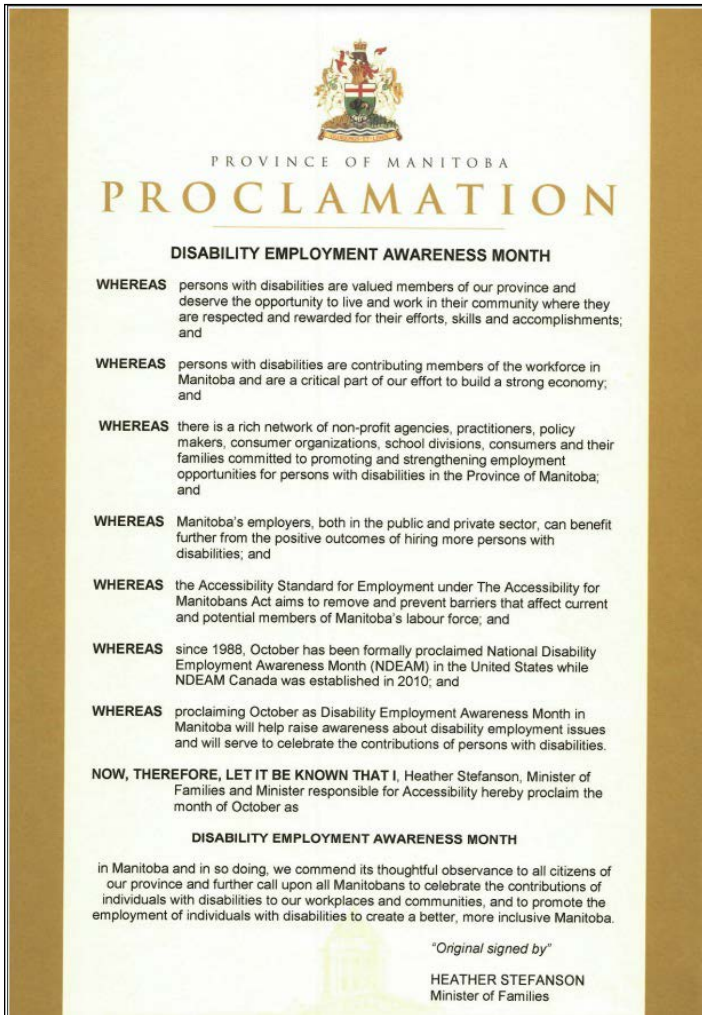 PROVINCE OF MANITOBA
PROCLAMATION
DISABILITY EMPLOYMENT AWARENESS MONTH
WHEREAS persons with disabilities are valued members of our province and
deserve the opportunity to live and work in their community where they
are respected and rewarded for their efforts, skills and accomplishments;
and
WHEREAS persons with disabilities are contributing members of the workforce in
Manitoba and are a critical part of our effort to build a strong economy;
and
WHEREAS there is a rich network of non-profit agencies, practitioners, policy
makers, consumer organizations, school divisions, consumers and their
families committed to promoting and strengthening employment
opportunities for persons with disabilities in the Province of Manitoba;
and
WHEREAS Manitoba's employers, both in the public and private sector, can benefit
further from the positive outcomes of hiring more persons with
disabilities; and
WHEREAS the Accessibility Standard for Employment under The Accessibility for
Manitobans Act aims to remove and prevent barriers that affect current
and potential members of Manitoba's labour force; and
WHEREAS since 1988, October has been formally proclaimed National Disability
Employment Awareness Month (NDEAM) in the United States while
NDEAM Canada was established in 2010; and
WHEREAS proclaiming October as Disability Employment Awareness Month in
Manitoba will help raise awareness about disability employment issues
and will serve to celebrate the contributions of persons with disabilities.
NOW, THEREFORE, LET IT BE KNOWN THAT I, Heather Stefanson, Minister of
Families and Minister responsible for Accessibility hereby proclaim the
month of October as
DISABILITY EMPLOYMENT AWARENESS MONTH
in Manitoba and in so doing, we commend its thoughtful observance to all citizens of
our province and further call upon all Manitobans to celebrate the contributions of
individuals with disabilities to our workplaces and communities, and to promote the
employment of individuals with disabilities to create a better, more inclusive Manitoba.
"Original signed by"
HEATHER STEFANSON
Minister of Families